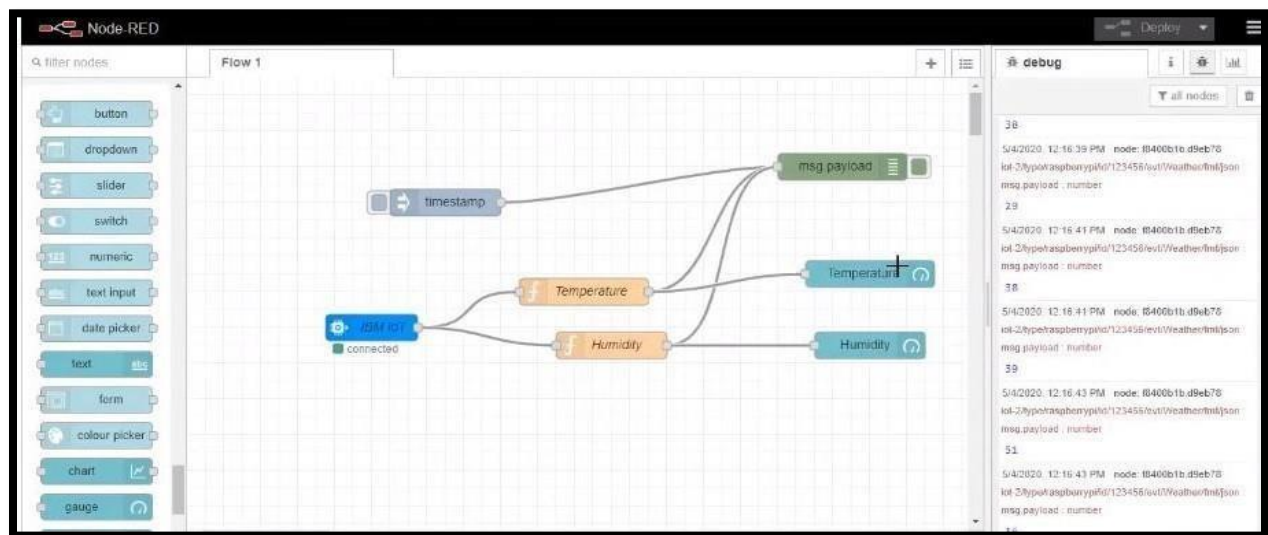 Node-RED
Deploy
filter nodes
Flow 1
debug
i
all nodes
button
dropdown
slider
switch
numeric
text input
date picker
text
abc
form
colour picker
chart
gauge
timestamp
msg.payload
Temperature
Temperature
IBM IoT
connected
Humidity
Humidity
38
5/4/2020, 12:16:39 PM node: f8400b1b.d9eb78
iot-2/type/raspberrypi/id/123456/evt/Weather/fmt/json :
msg.payload : number
29
5/4/2020, 12:16:41 PM node: f8400b1b.d9eb78
iot-2/type/raspberrypi/id/123456/evt/Weather/fmt/json :
msg.payload : number
38
5/4/2020, 12:16:41 PM node: f8400b1b.d9eb78
iot-2/type/raspberrypi/id/123456/evt/Weather/fmt/json :
msg.payload : number
39
5/4/2020, 12:16:43 PM node: f8400b1b.d9eb78
iot-2/type/raspberrypi/id/123456/evt/Weather/fmt/json :
msg.payload : number
51
5/4/2020, 12:16:43 PM node: f8400b1b.d9eb78
iot-2/type/raspberrypi/id/123456/evt/Weather/fmt/json :
msg.payload : number